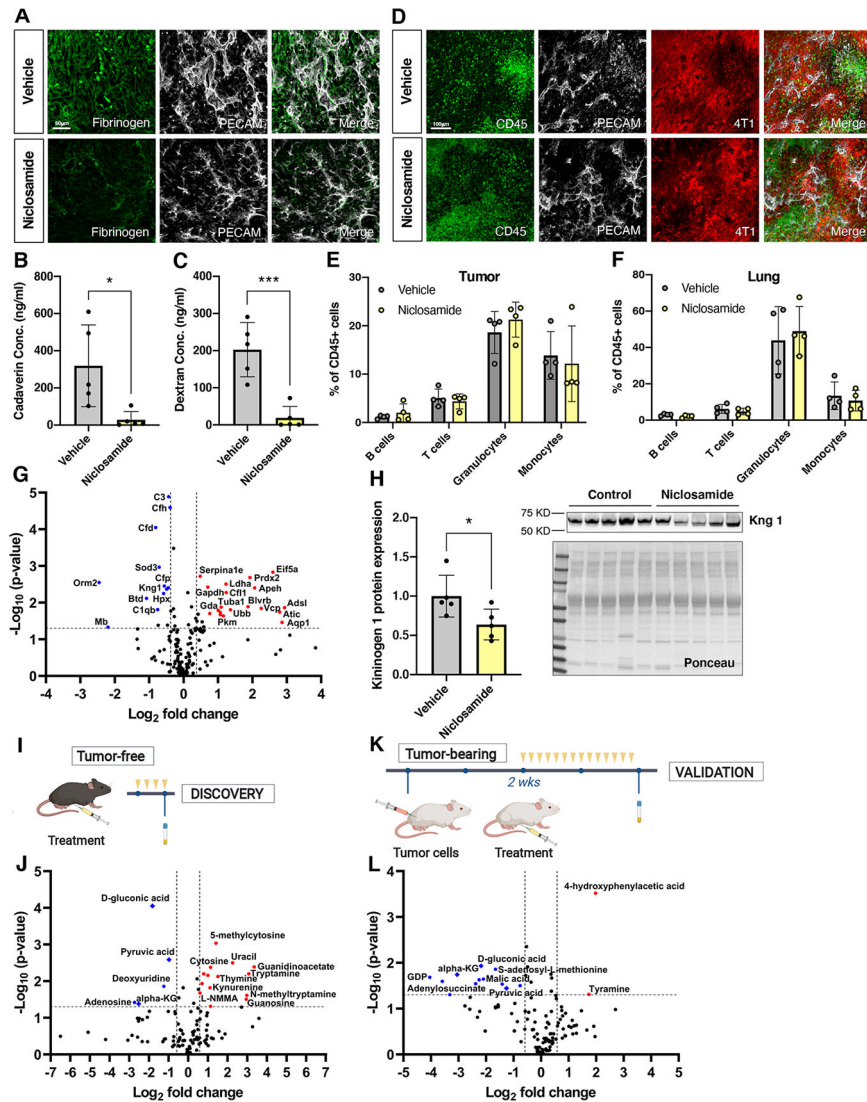 A
Vehicle
80µm
Fibrinogen
PECAM
Merge
Niclosamide
Fibrinogen
PECAM
Merge
D
Vehicle
100µm
CD45
PECAM
4T1
Merge
Niclosamide
CD45
PECAM
4T1
Merge
B
Cadaverin Conc. (ng/ml)
800
600
400
200
0
*
Vehicle
Niclosamide
C
Dextran Conc. (ng/ml)
400
300
200
100
0
***
Vehicle
Niclosamide
E
Tumor
% of CD45+ cells
30
20
10
0
Vehicle
Niclosamide
B cells
T cells
Granulocytes
Monocytes
F
Lung
% of CD45+ cells
80
60
40
20
0
Vehicle
Niclosamide
B cells
T cells
Granulocytes
Monocytes
G
-Log10 (p-value)
5
4
3
2
1
0
C3
Cfh
Cfd
Sod3
Cfp
Orm2
Kng1
Btd
Hpx
C1qb
Mb
Serpina1e
Eif5a
Prdx2
Ldha
Gapdh
Cfl1
Apeh
Tuba1
Blvrb
Gda
Vcp
Adsl
Ubb
Atic
Pkm
Aqp1
-4
-3
-2
-1
0
1
2
3
4
Log2 fold change
H
Kininogen 1 protein expression
2.0
1.5
1.0
0.5
0.0
*
Vehicle
Niclosamide
Control
Niclosamide
75 KD
50 KD
Kng 1
Ponceau
I
Tumor-free
DISCOVERY
Treatment
K
Tumor-bearing
2 wks
VALIDATION
Tumor cells
Treatment
J
-Log10 (p-value)
5
4
3
2
1
0
D-gluconic acid
Pyruvic acid
Deoxyuridine
Adenosine
alpha-KG
5-methylcytosine
Cytosine
Uracil
Guanidinoacetate
Tryptamine
Thymine
Kynurenine
L-NMMA
N-methyltryptamine
Guanosine
-7
-6
-5
-4
-3
-2
-1
0
1
2
3
4
5
6
7
Log2 fold change
L
-Log10 (p-value)
4
3
2
1
0
4-hydroxyphenylacetic acid
D-gluconic acid
alpha-KG
S-adenosyl-L-methionine
GDP
Malic acid
Adenylosuccinate
Pyruvic acid
Tyramine
-5
-4
-3
-2
-1
0
1
2
3
4
5
Log2 fold change